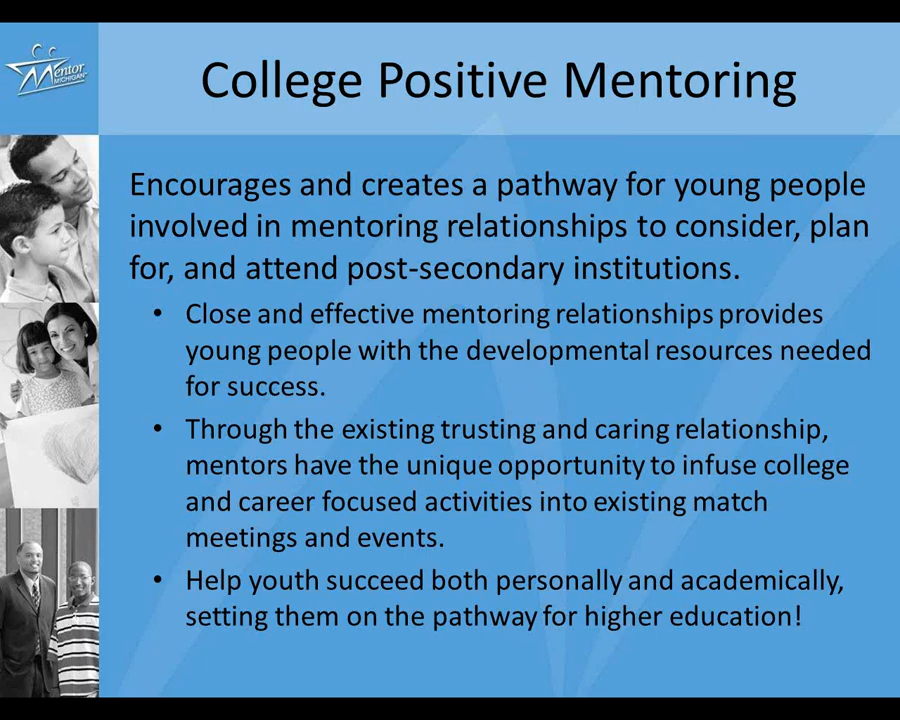 Mentor
MICHIGAN
College Positive Mentoring
Encourages and creates a pathway for young people
involved in mentoring relationships to consider, plan
for, and attend post-secondary institutions.
• Close and effective mentoring relationships provides
young people with the developmental resources needed
for success.
• Through the existing trusting and caring relationship,
mentors have the unique opportunity to infuse college
and career focused activities into existing match
meetings and events.
• Help youth succeed both personally and academically,
setting them on the pathway for higher education!